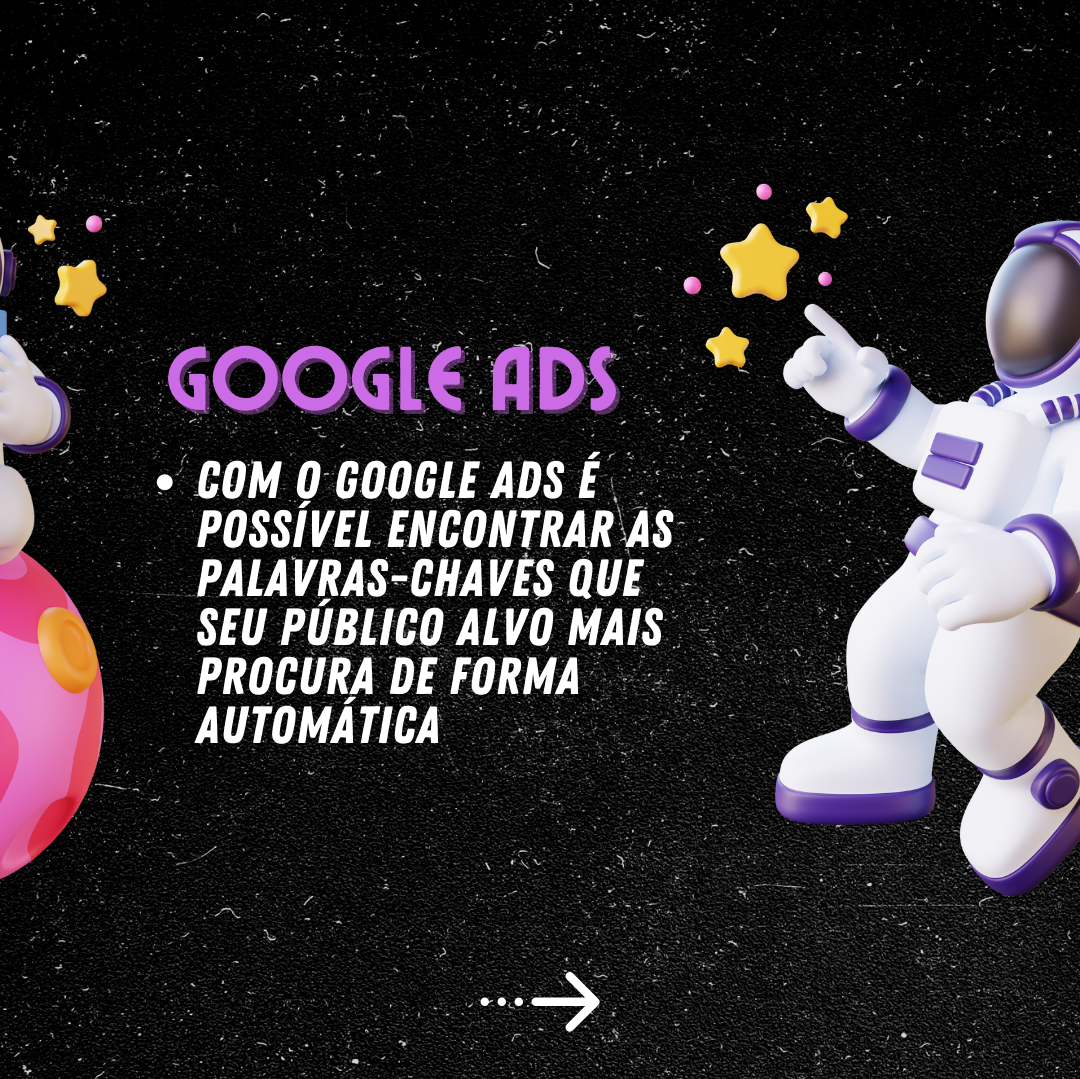 GOOGLE ADS
• COM O GOOGLE ADS É
POSSÍVEL ENCONTRAR AS
PALAVRAS-CHAVES QUE
SEU PÚBLICO ALVO MAIS
PROCURA DE FORMA
AUTOMÁTICA